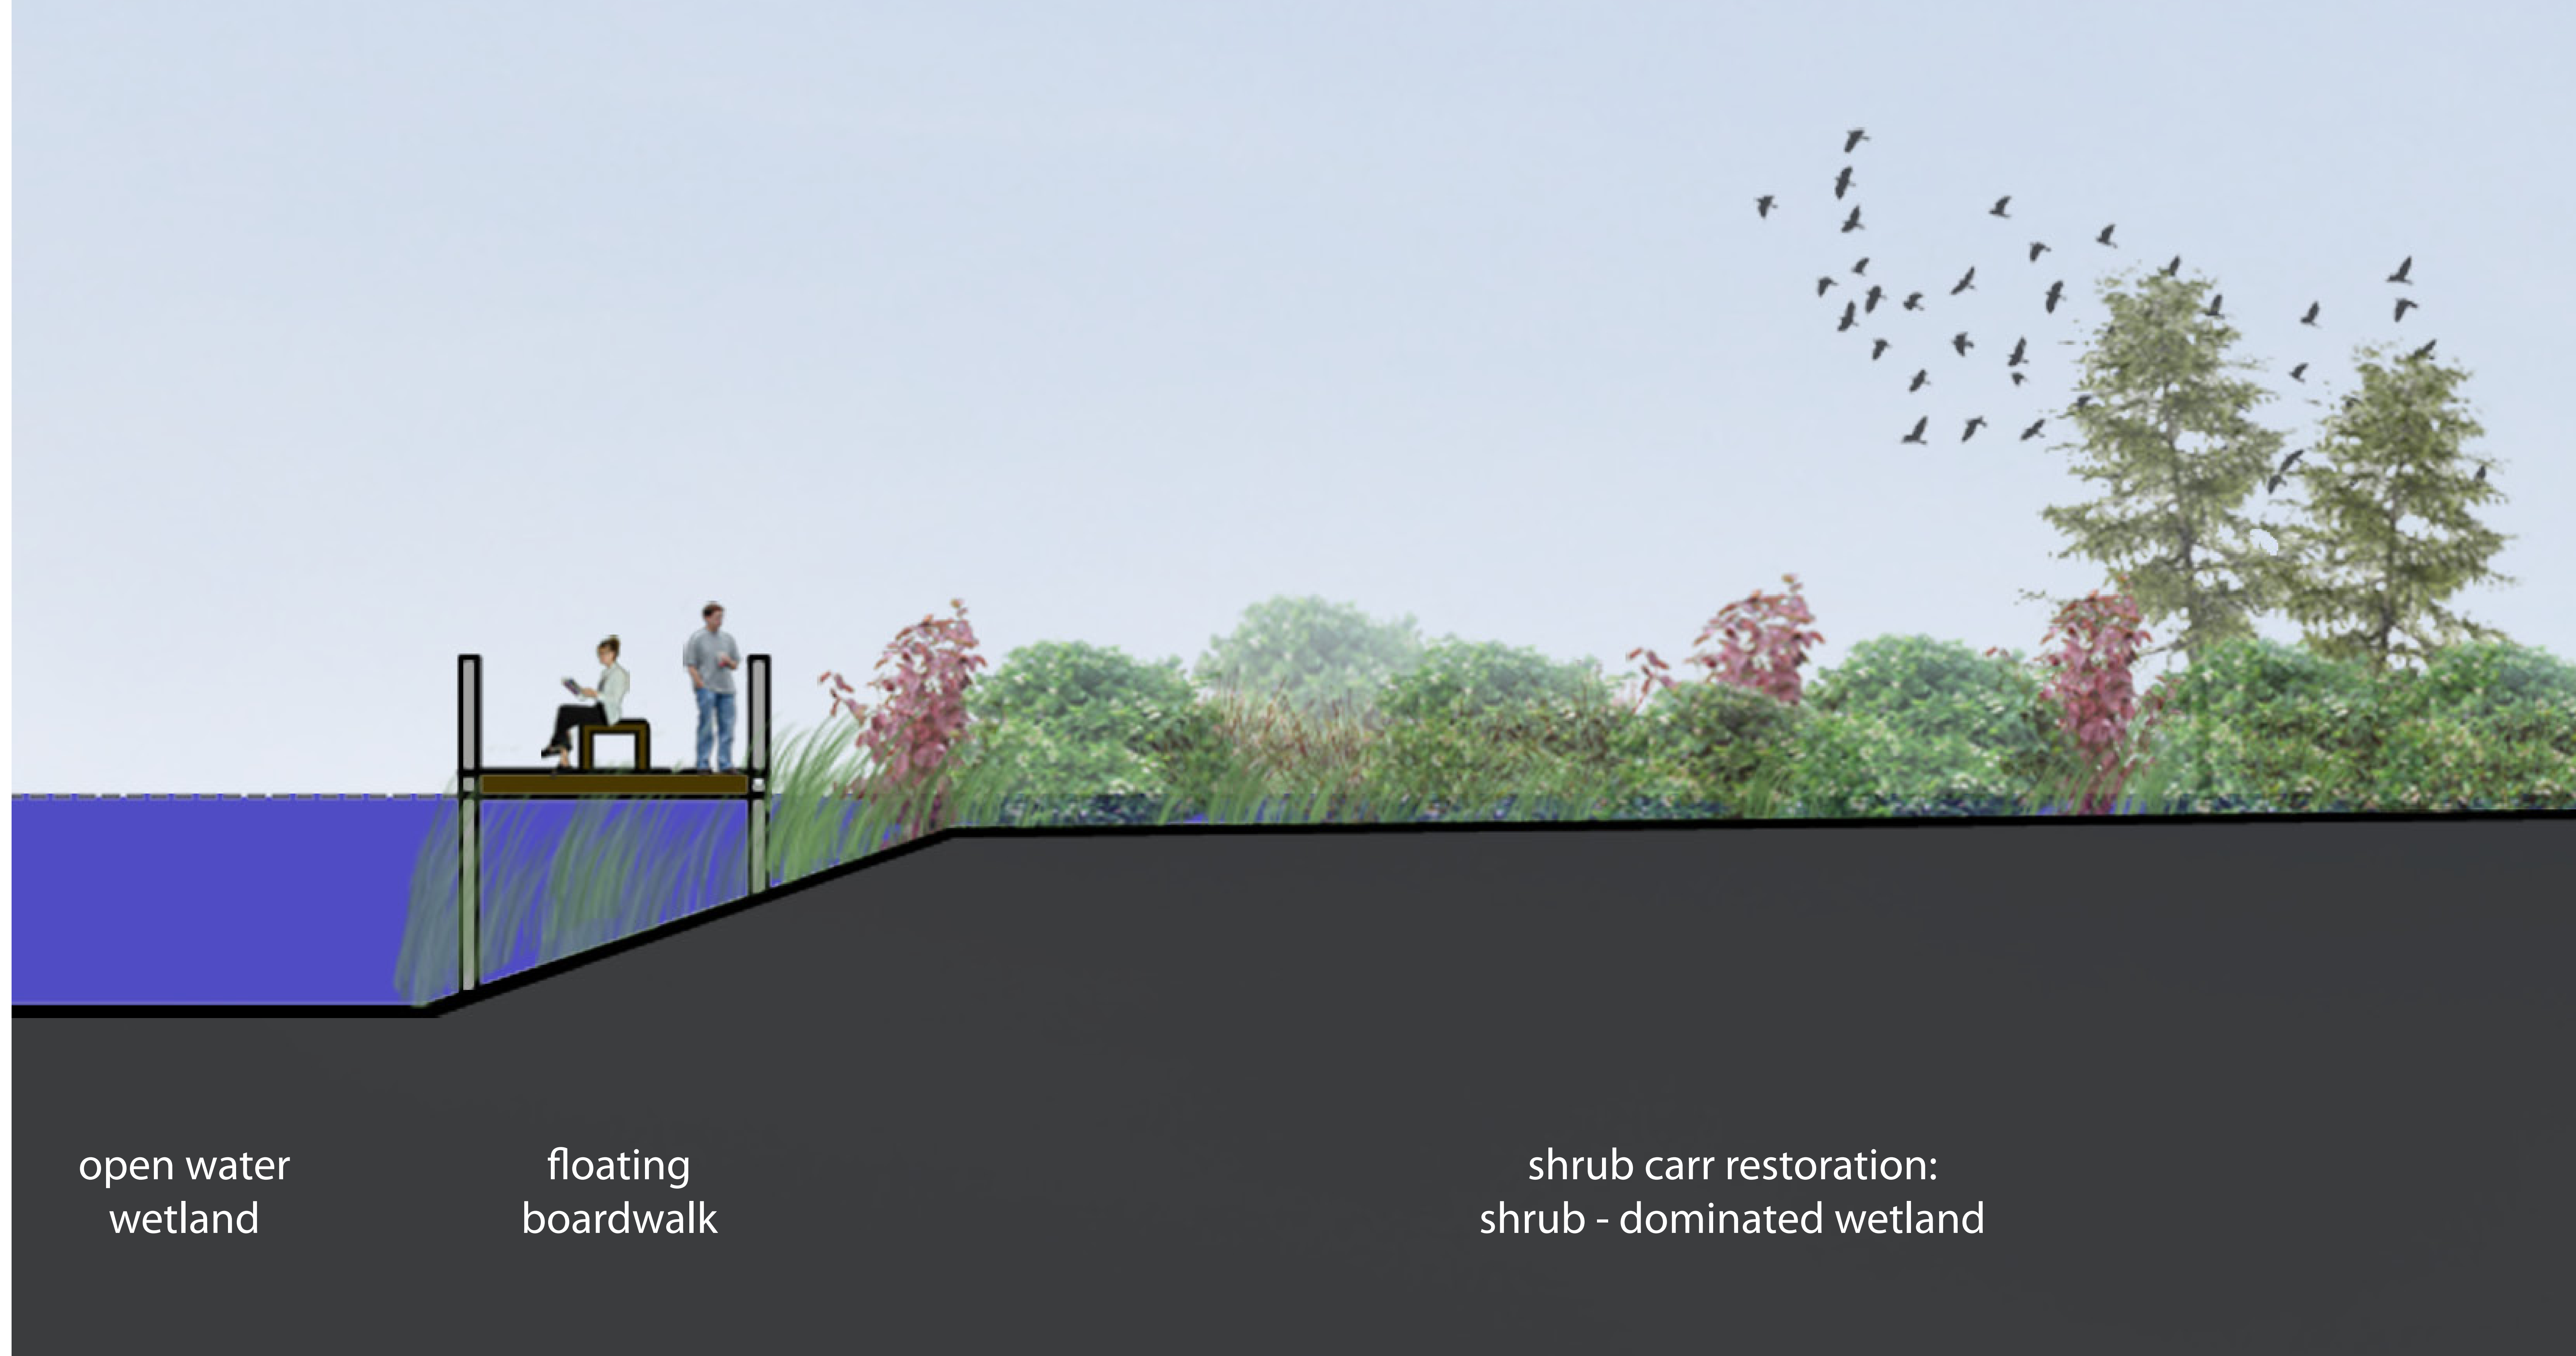 open water
wetland
floating
boardwalk
shrub carr restoration:
shrub - dominated wetland